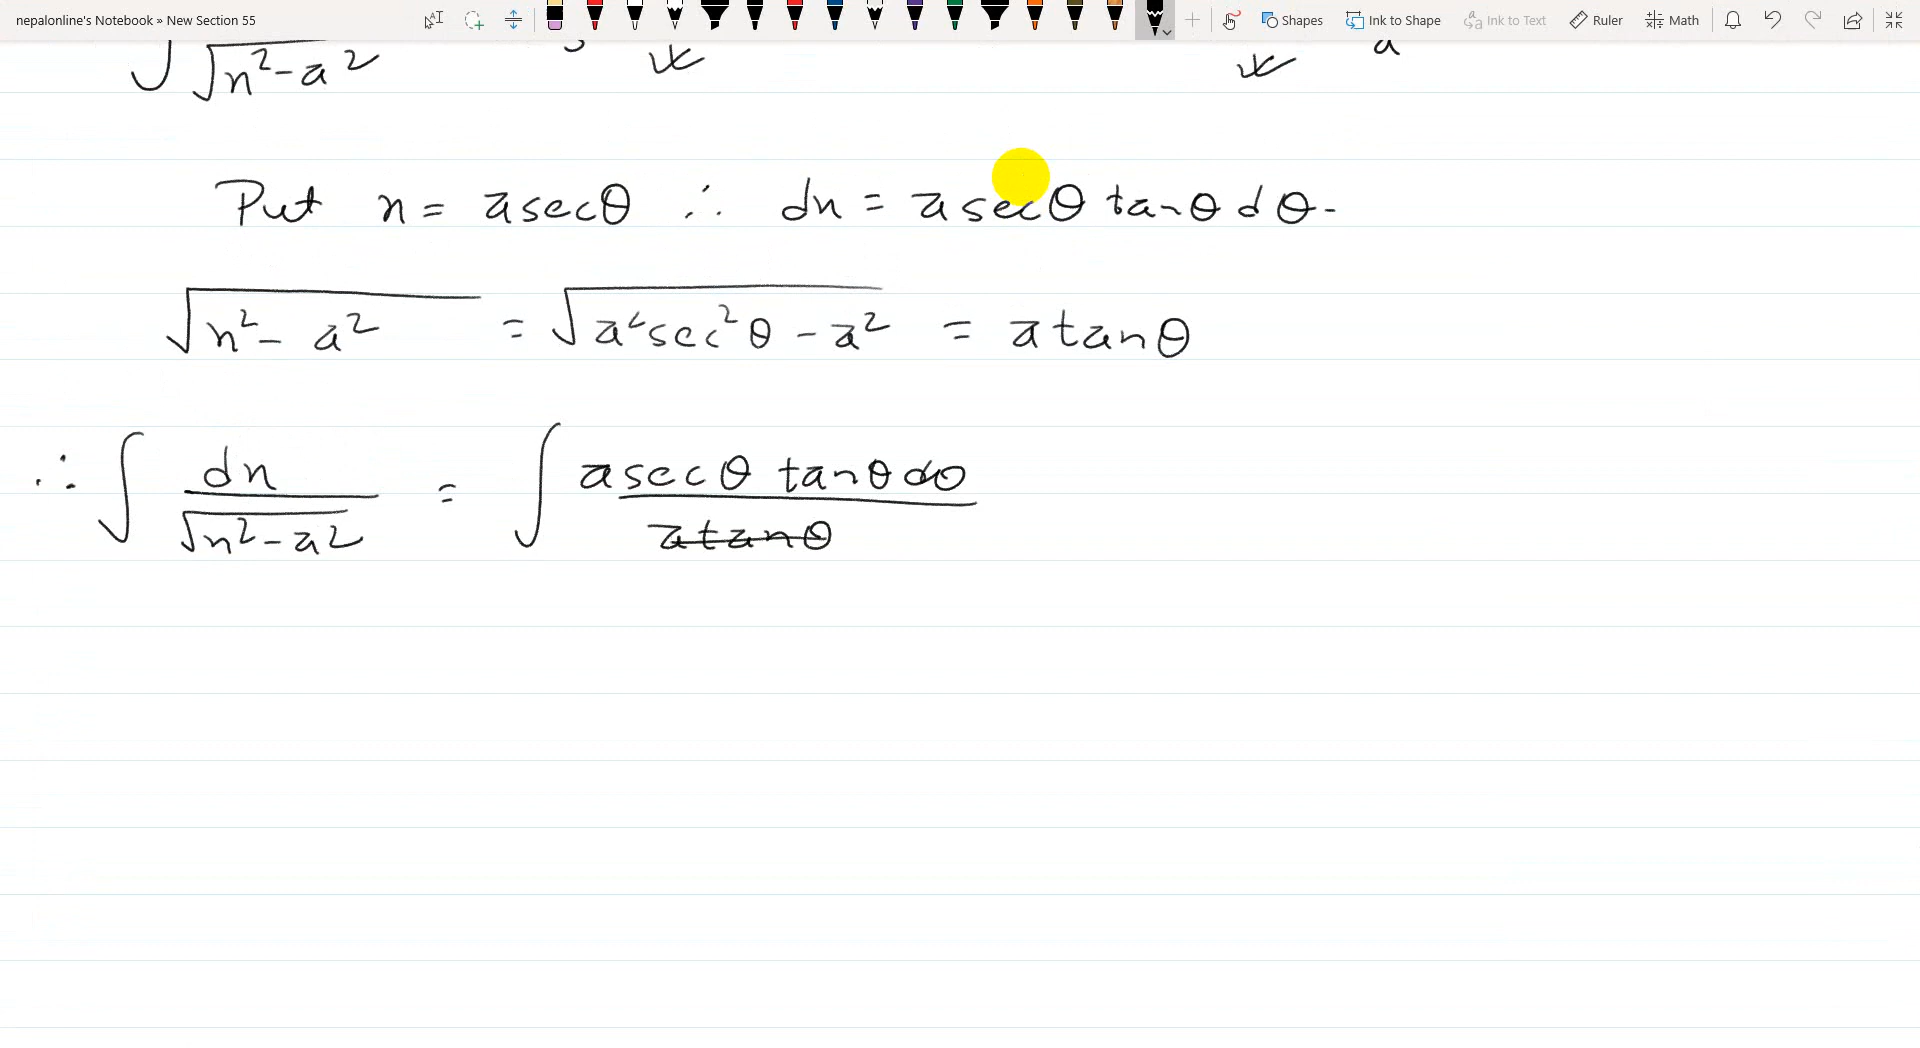 nepalonline's Notebook » New Section 55
Shapes Ink to Shape Ink to Text Ruler Math
∫ √n²-a²
a
Put n = a secθ ∴ dn = a secθ tanθ dθ-
√n² - a² = √a²sec²θ - a² = a tanθ
∴ ∫ dn / √n²-a² = ∫ a secθ tanθ dθ / a tanθ